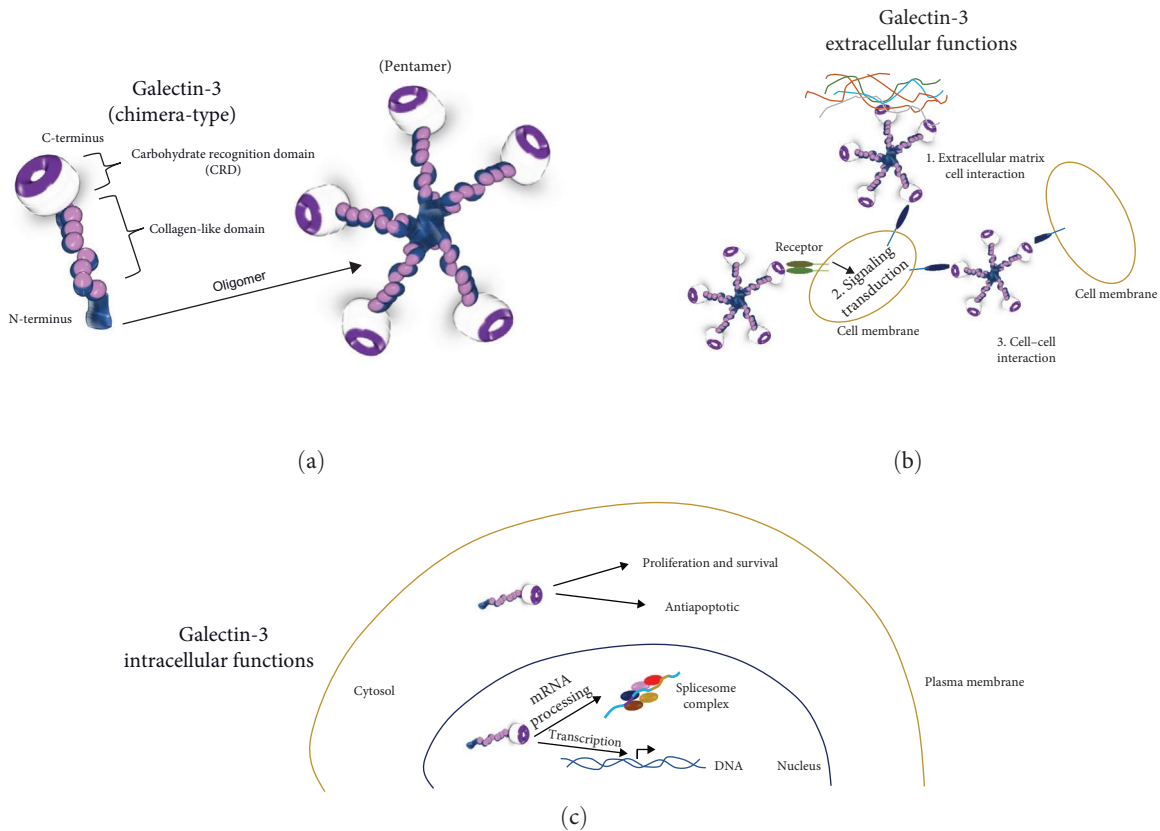 Galectin-3
(chimera-type)
C-terminus
Carbohydrate recognition domain
(CRD)
Collagen-like domain
N-terminus
Oligomer
(Pentamer)
(a)
Galectin-3
extracellular functions
1. Extracellular matrix
cell interaction
Receptor
2. Signaling
transduction
Cell membrane
Cell membrane
3. Cell–cell
interaction
(b)
Galectin-3
intracellular functions
Proliferation and survival
Antiapoptotic
Cytosol
Plasma membrane
mRNA
processing
Splicesome
complex
Transcription
DNA
Nucleus
(c)